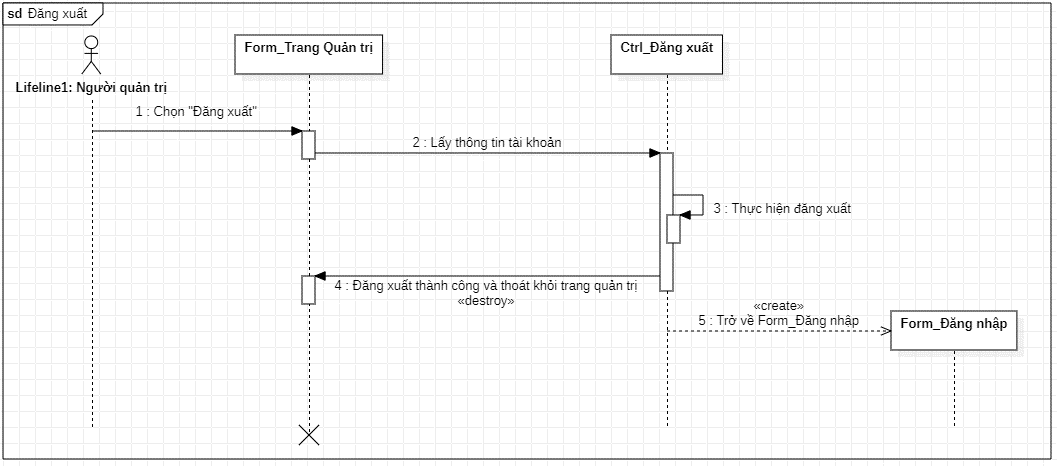 sd Đăng xuất
Form_Trang Quản trị
Ctrl_Đăng xuất
Lifeline1: Người quản trị
1 : Chọn "Đăng xuất"
2 : Lấy thông tin tài khoản
3 : Thực hiện đăng xuất
4 : Đăng xuất thành công và thoát khỏi trang quản trị
«destroy»
«create»
5 : Trở về Form_Đăng nhập
Form_Đăng nhập